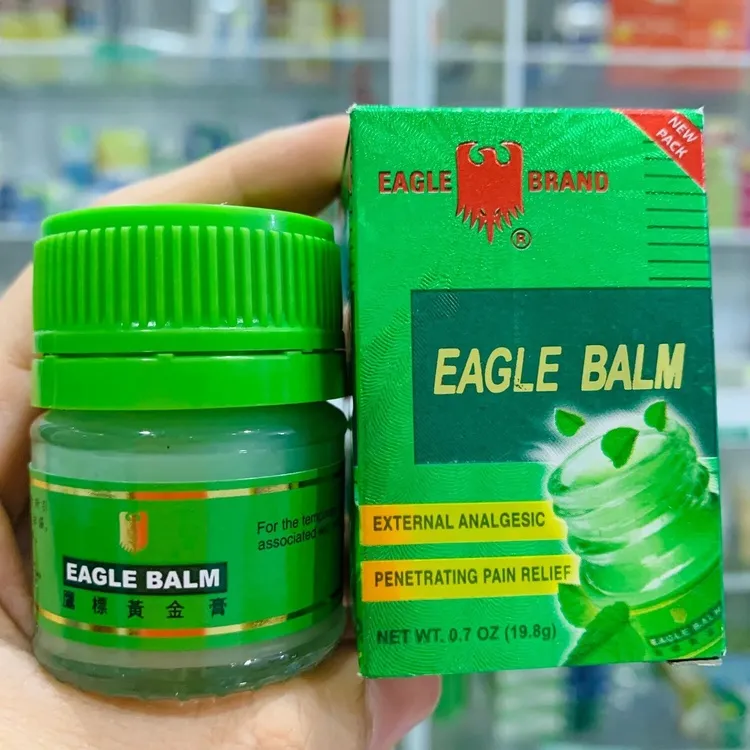 EAGLE BRAND
®
NEW
PACK
EAGLE BALM
EXTERNAL ANALGESIC
PENETRATING PAIN RELIEF
NET WT. 0.7 OZ (19.8g)
EAGLE BALM
For the
associated
EAGLE BALM
鷹標黃金膏